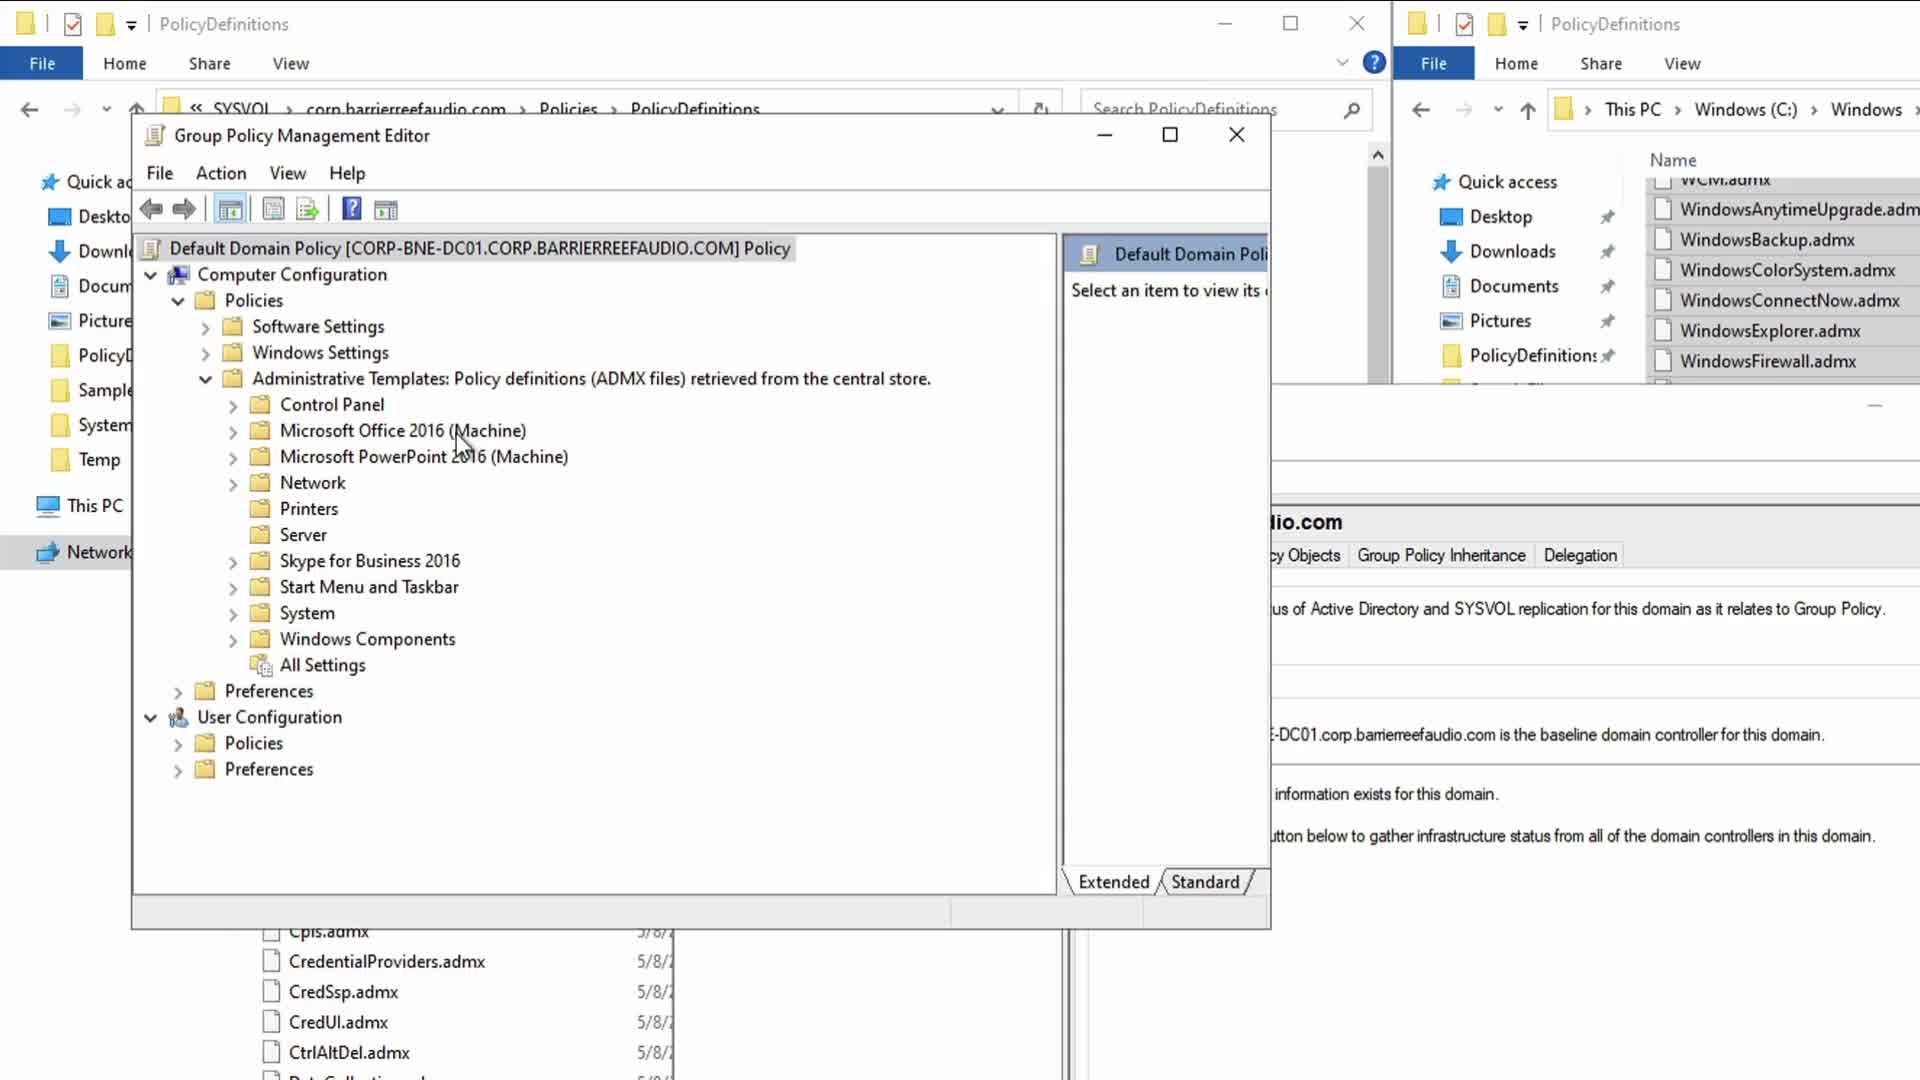 PolicyDefinitions
File Home Share View
SYSVOL corp.barrierreefaudio.com Policies PolicyDefinitions
Search PolicyDefinitions
Quick ac
Deskto
Downl
Docum
Picture
PolicyD
Sample
System
Temp
This PC
Network
Group Policy Management Editor
File Action View Help
Default Domain Policy [CORP-BNE-DC01.CORP.BARRIERREEFAUDIO.COM] Policy
Computer Configuration
Policies
Software Settings
Windows Settings
Administrative Templates: Policy definitions (ADMX files) retrieved from the central store.
Control Panel
Microsoft Office 2016 (Machine)
Microsoft PowerPoint 2016 (Machine)
Network
Printers
Server
Skype for Business 2016
Start Menu and Taskbar
System
Windows Components
All Settings
Preferences
User Configuration
Policies
Preferences
Default Domain Poli
Select an item to view its
Extended Standard
Cpls.admx 5/8/
CredentialProviders.admx 5/8/
CredSsp.admx 5/8/
CredUI.admx 5/8/
CtrlAltDel.admx 5/8/
PolicyDefinitions
File Home Share View
This PC Windows (C:) Windows
Quick access
Desktop
Downloads
Documents
Pictures
PolicyDefinitions
Name
WCM.admx
WindowsAnytimeUpgrade.adm
WindowsBackup.admx
WindowsColorSystem.admx
WindowsConnectNow.admx
WindowsExplorer.admx
WindowsFirewall.admx
io.com
cy Objects Group Policy Inheritance Delegation
us of Active Directory and SYSVOL replication for this domain as it relates to Group Policy.
E-DC01.corp.barrierreefaudio.com is the baseline domain controller for this domain.
information exists for this domain.
utton below to gather infrastructure status from all of the domain controllers in this domain.